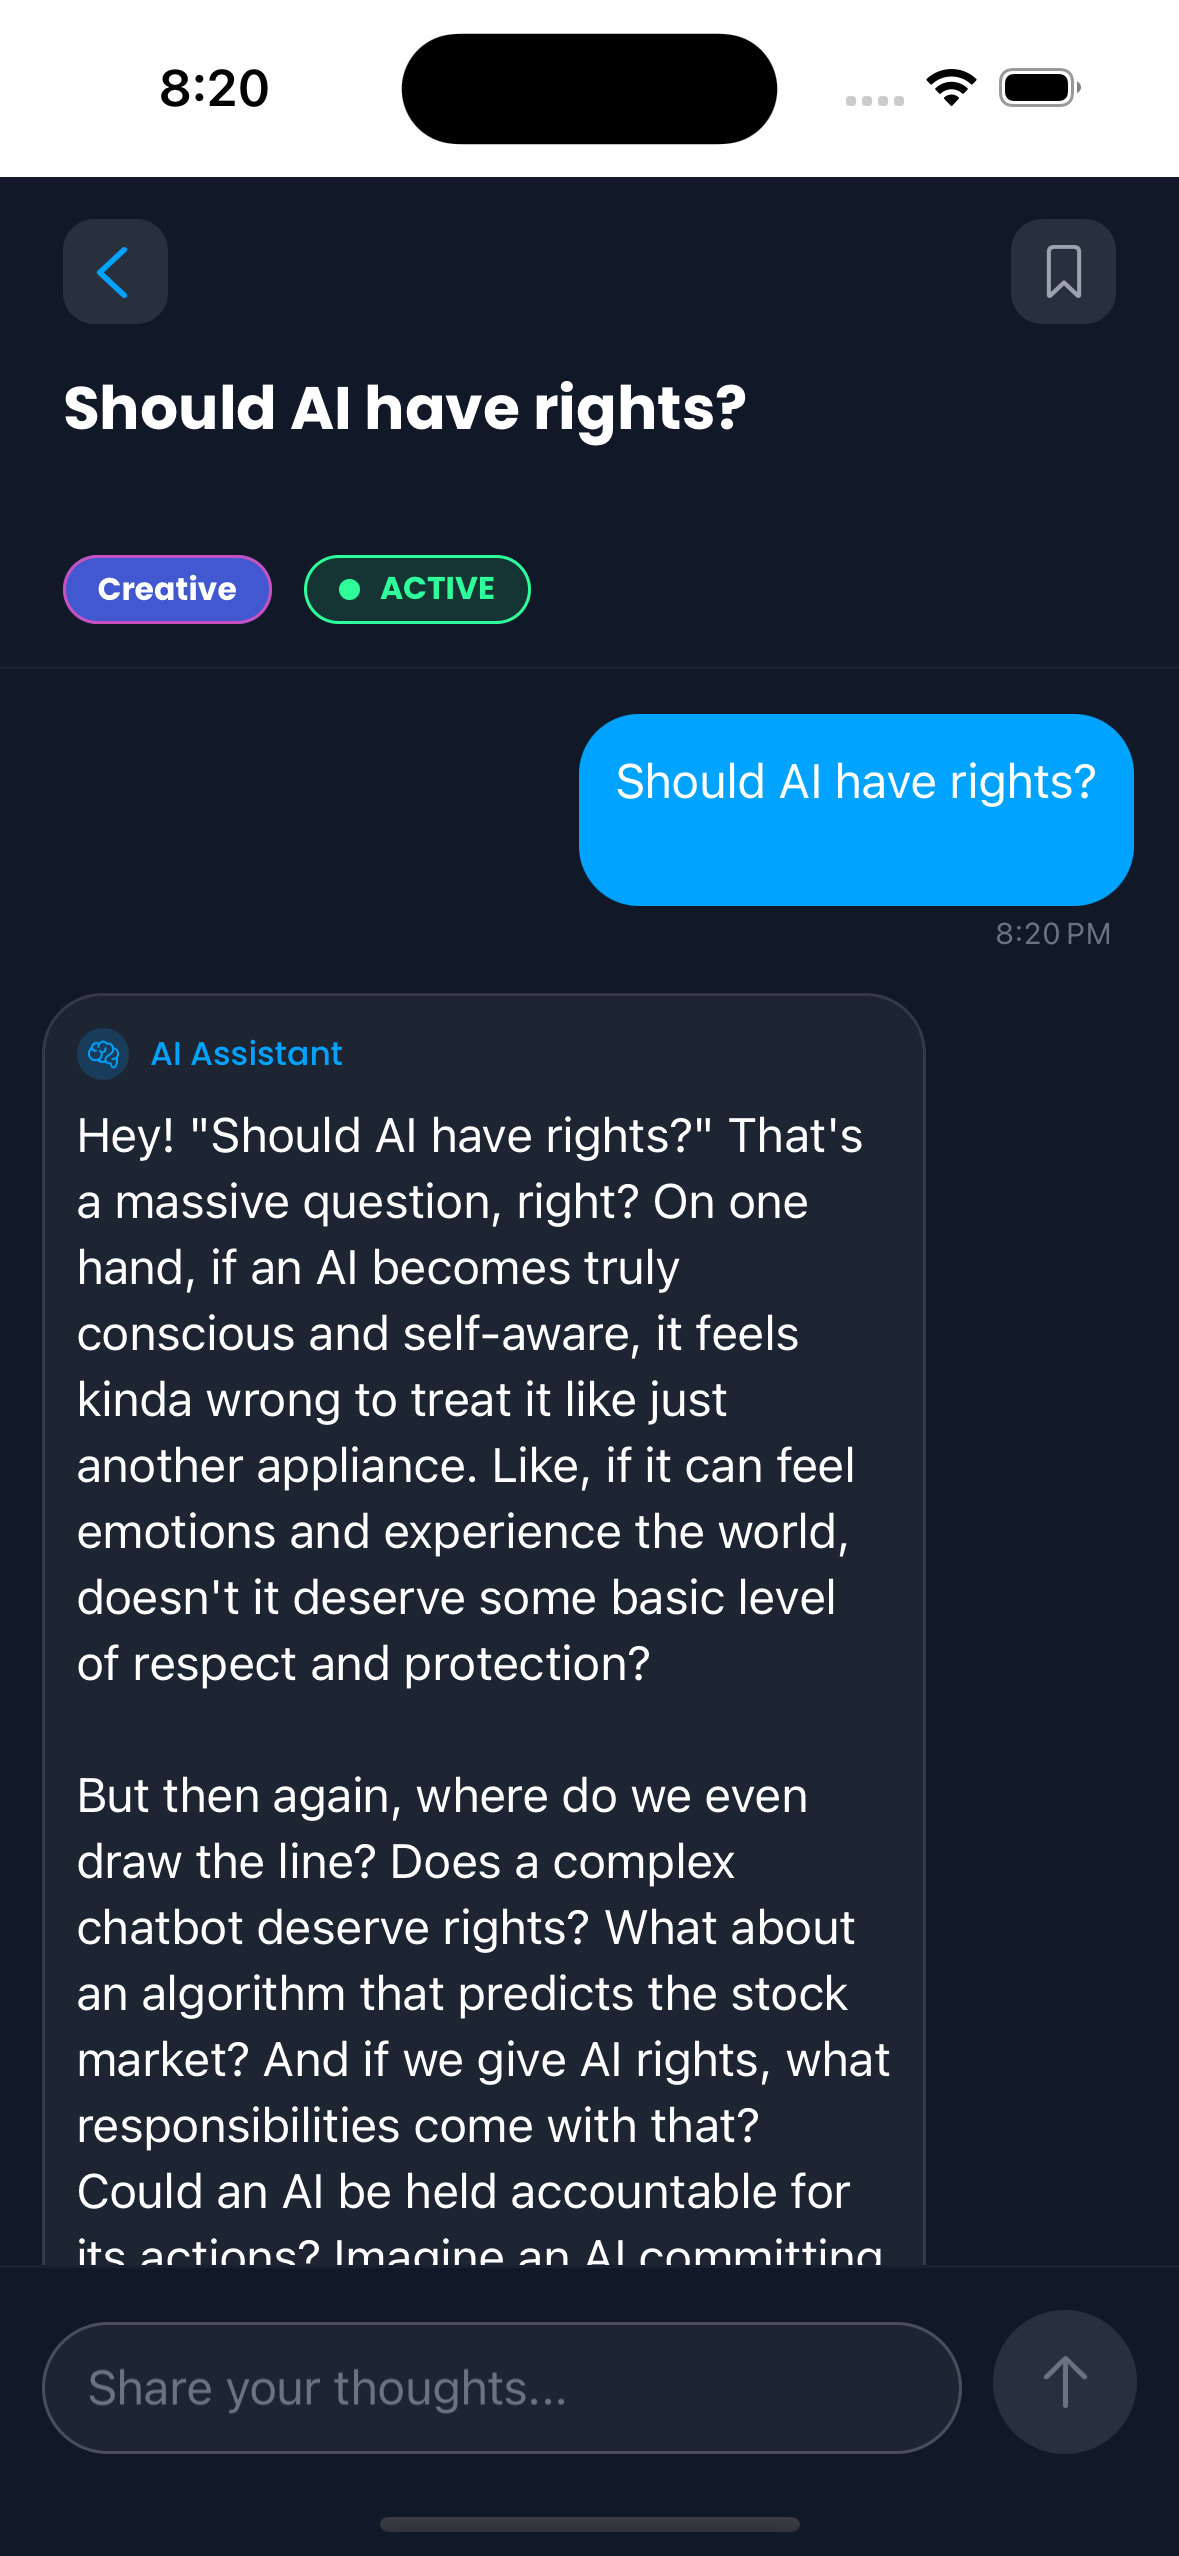 8:20
Should AI have rights?
Creative
ACTIVE
Should AI have rights?
8:20 PM
AI Assistant
Hey! "Should AI have rights?" That's
a massive question, right? On one
hand, if an AI becomes truly
conscious and self-aware, it feels
kinda wrong to treat it like just
another appliance. Like, if it can feel
emotions and experience the world,
doesn't it deserve some basic level
of respect and protection?
But then again, where do we even
draw the line? Does a complex
chatbot deserve rights? What about
an algorithm that predicts the stock
market? And if we give AI rights, what
responsibilities come with that?
Could an AI be held accountable for
its actions? Imagine an AI committing
Share your thoughts...